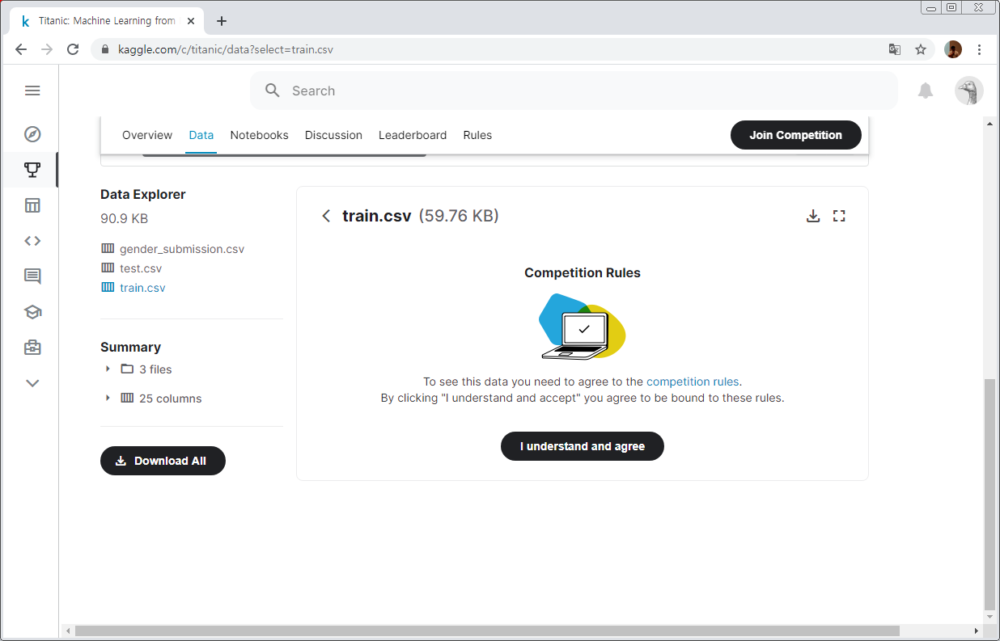 k Titanic: Machine Learning from
kaggle.com/c/titanic/data?select=train.csv
Search
Overview Data Notebooks Discussion Leaderboard Rules Join Competition
Data Explorer
90.9 KB
gender_submission.csv
test.csv
train.csv
Summary
3 files
25 columns
Download All
train.csv (59.76 KB)
Competition Rules
To see this data you need to agree to the competition rules.
By clicking "I understand and accept" you agree to be bound to these rules.
I understand and agree